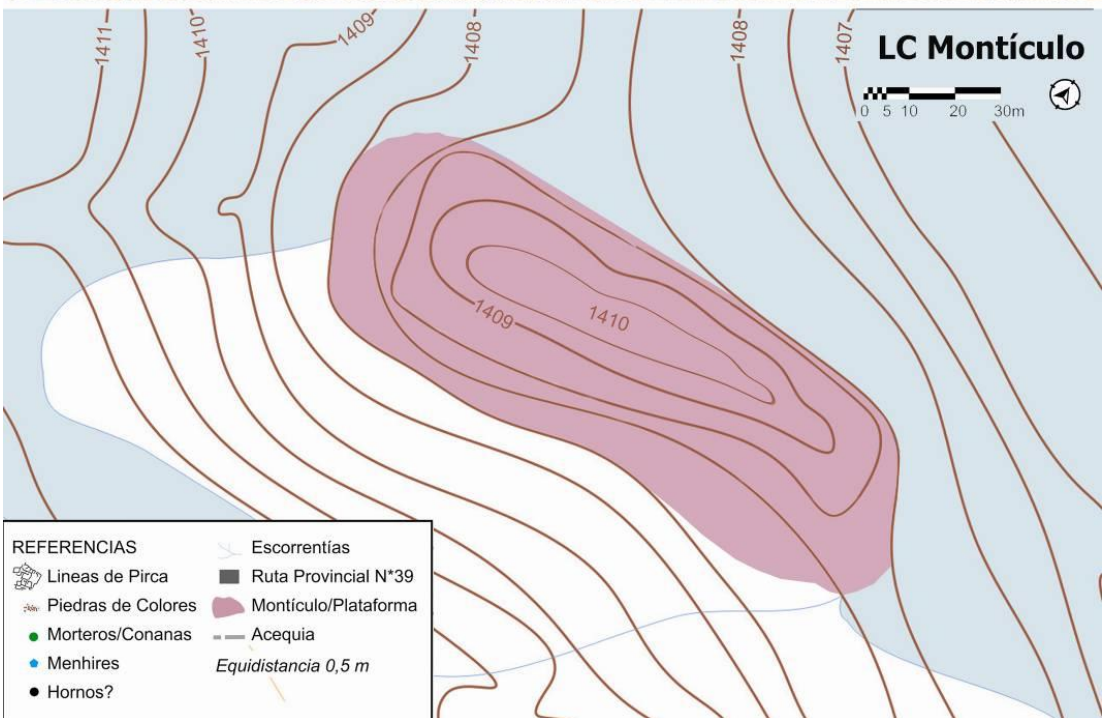 1411
1410
1409
1408
1408
1407
LC Montículo
0 5 10 20 30m
1409
1410
REFERENCIAS
Lineas de Pirca
Piedras de Colores
Morteros/Conanas
Menhires
Hornos?
Escorrentías
Ruta Provincial N*39
Montículo/Plataforma
Acequia
Equidistancia 0,5 m